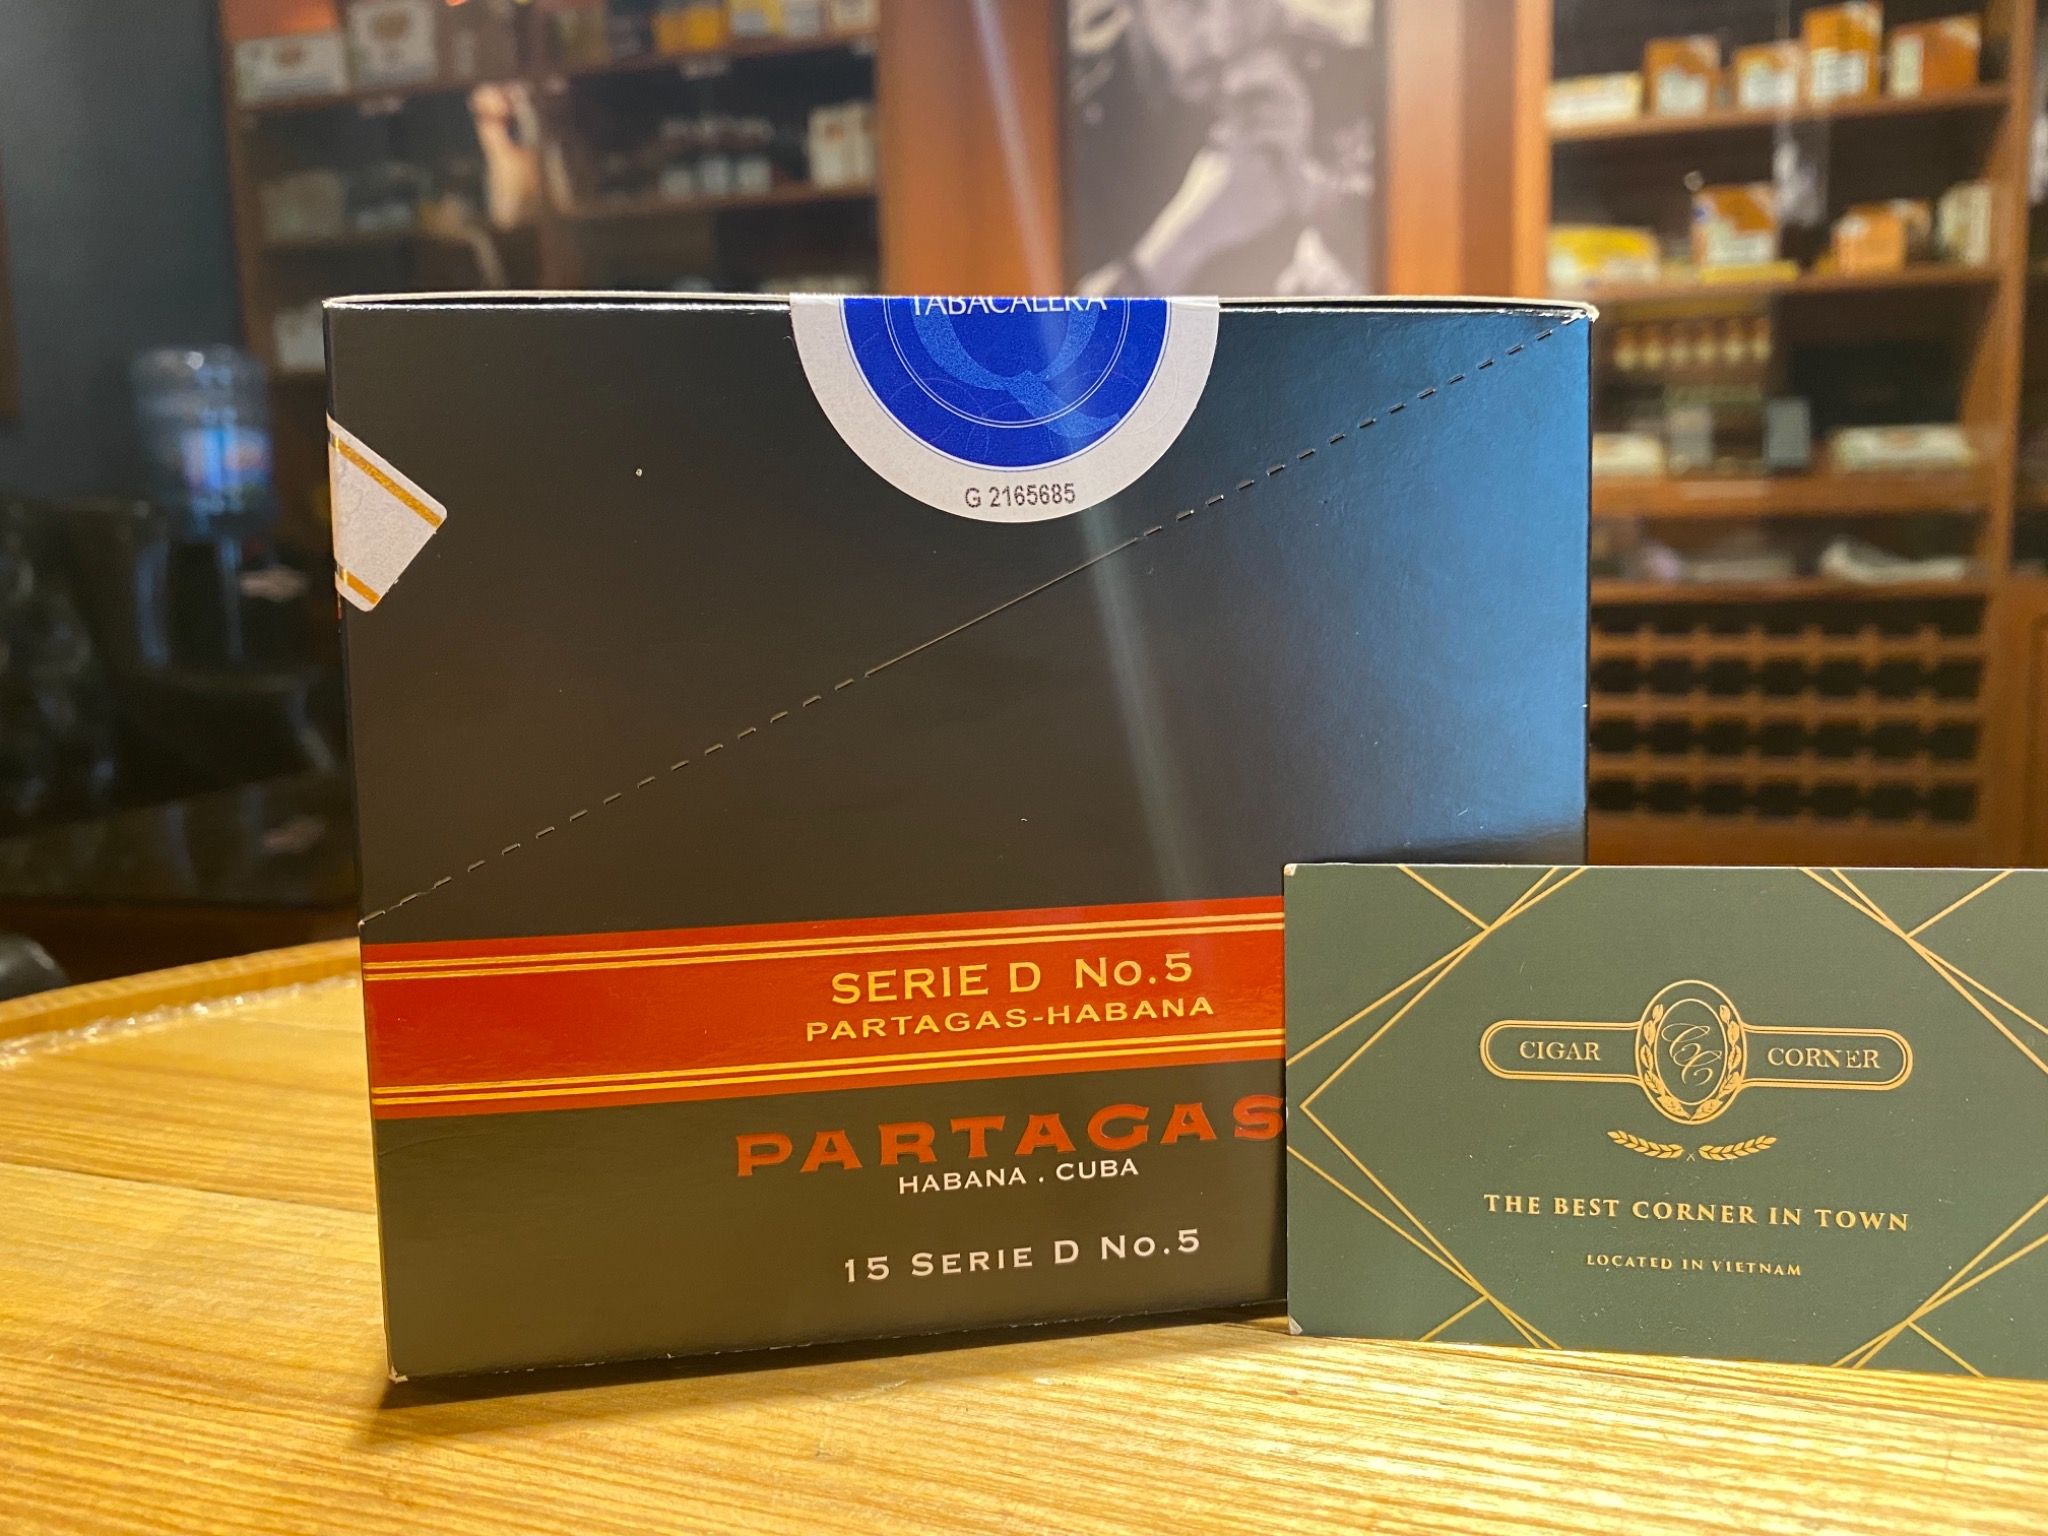 TABACALERA
G 2165685
SERIE D No.5
PARTAGAS-HABANA
PARTAGAS
HABANA . CUBA
15 SERIE D No.5
CIGAR CC CORNER
THE BEST CORNER IN TOWN
LOCATED IN VIETNAM